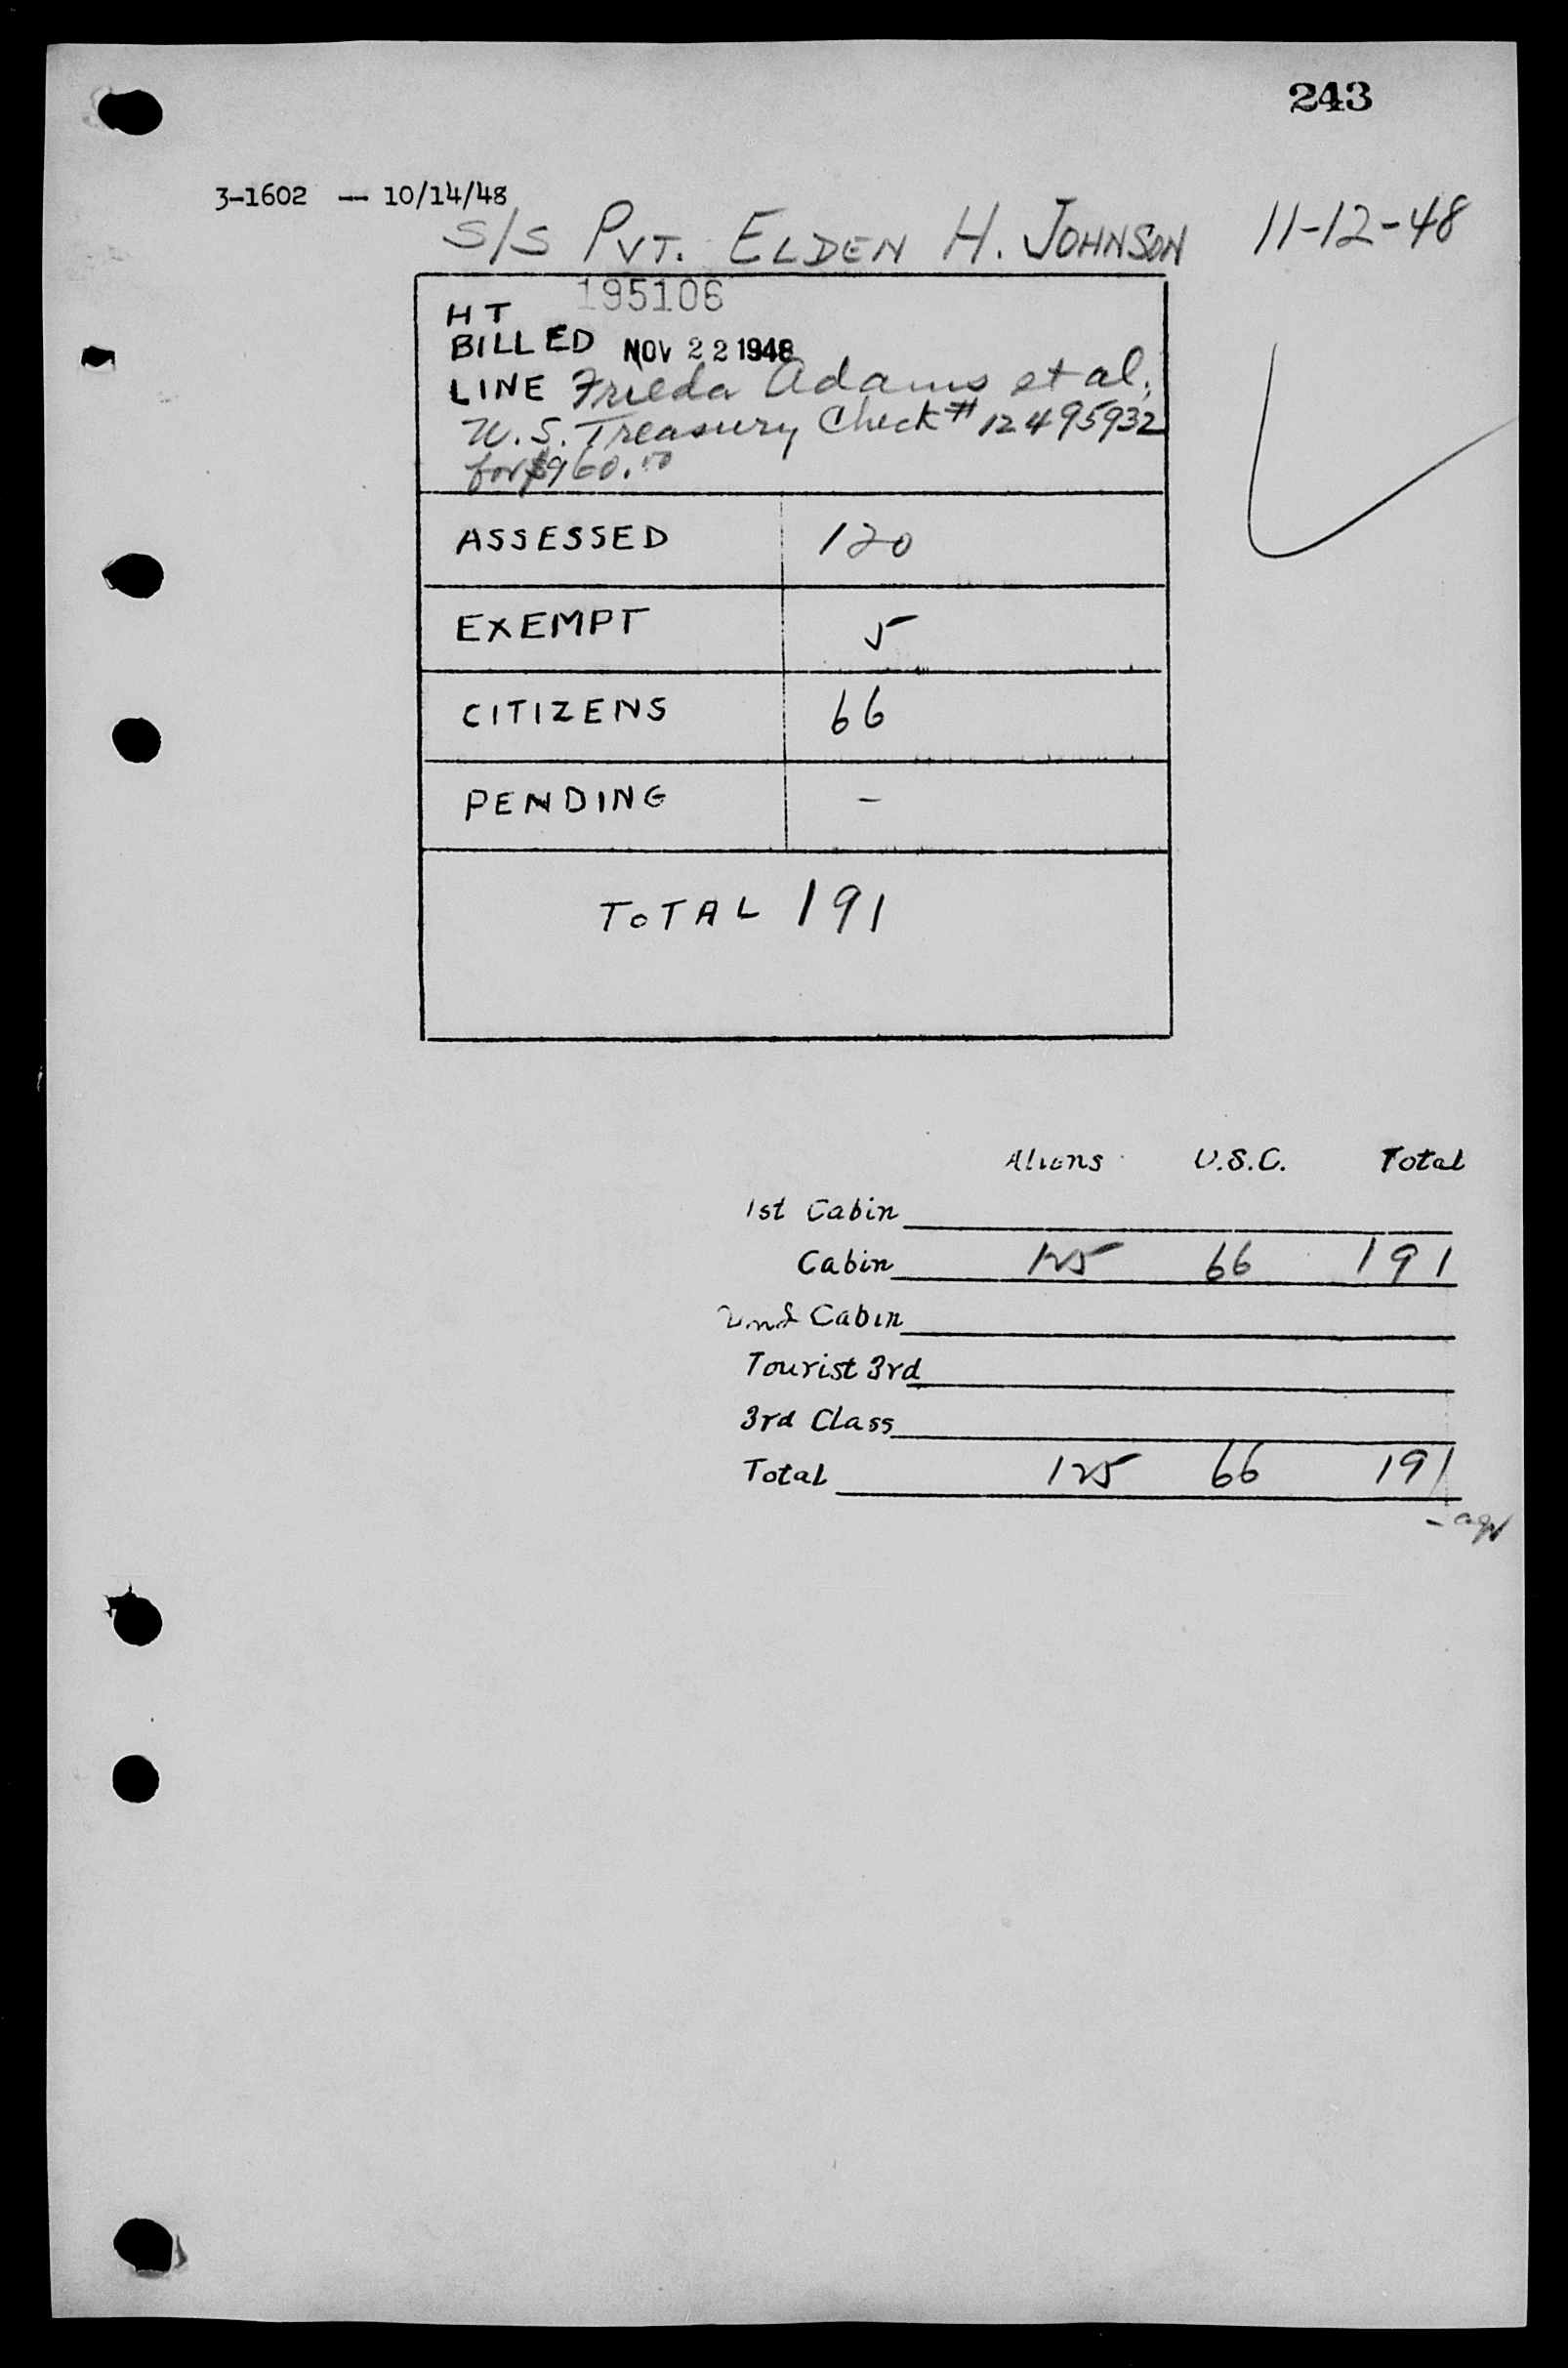 243
3-1602 — 10/14/48
S/S PVT. ELDEN H. JOHNSON 11-12-48
HT 195106
BILLED NOV 22 1948
LINE Frieda Adams et al.
U.S. Treasury Check # 12495932
for $960.00
ASSESSED 120
EXEMPT 5
CITIZENS 66
PENDING –
TOTAL 191
Aliens U.S.C. Total
1st Cabin
Cabin 125 66 191
2nd Cabin
Tourist 3rd
3rd Class
Total 125 66 191